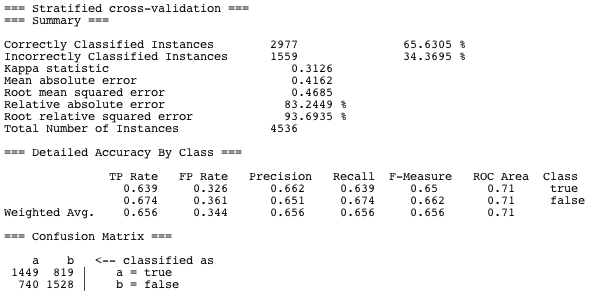 === Stratified cross-validation ===
=== Summary ===
Correctly Classified Instances 2977 65.6305 %
Incorrectly Classified Instances 1559 34.3695 %
Kappa statistic 0.3126
Mean absolute error 0.4162
Root mean squared error 0.4685
Relative absolute error 83.2449 %
Root relative squared error 93.6935 %
Total Number of Instances 4536
=== Detailed Accuracy By Class ===
TP Rate FP Rate Precision Recall F-Measure ROC Area Class
0.639 0.326 0.662 0.639 0.65 0.71 true
0.674 0.361 0.651 0.674 0.662 0.71 false
Weighted Avg. 0.656 0.344 0.656 0.656 0.656 0.71
=== Confusion Matrix ===
a b <-- classified as
1449 819 | a = true
740 1528 | b = false